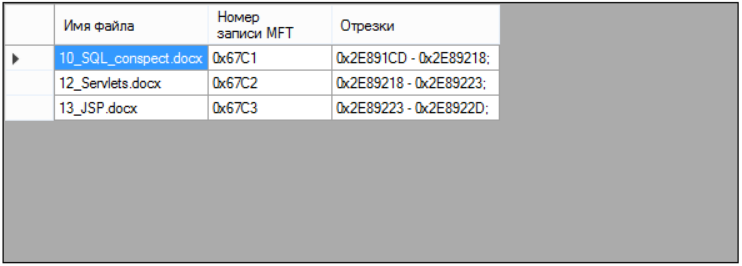 Имя файла Номер записи MFT Отрезки
10_SQL_conspect.docx 0x67C1 0x2E891CD - 0x2E89218;
12_Servlets.docx 0x67C2 0x2E89218 - 0x2E89223;
13_JSP.docx 0x67C3 0x2E89223 - 0x2E8922D;